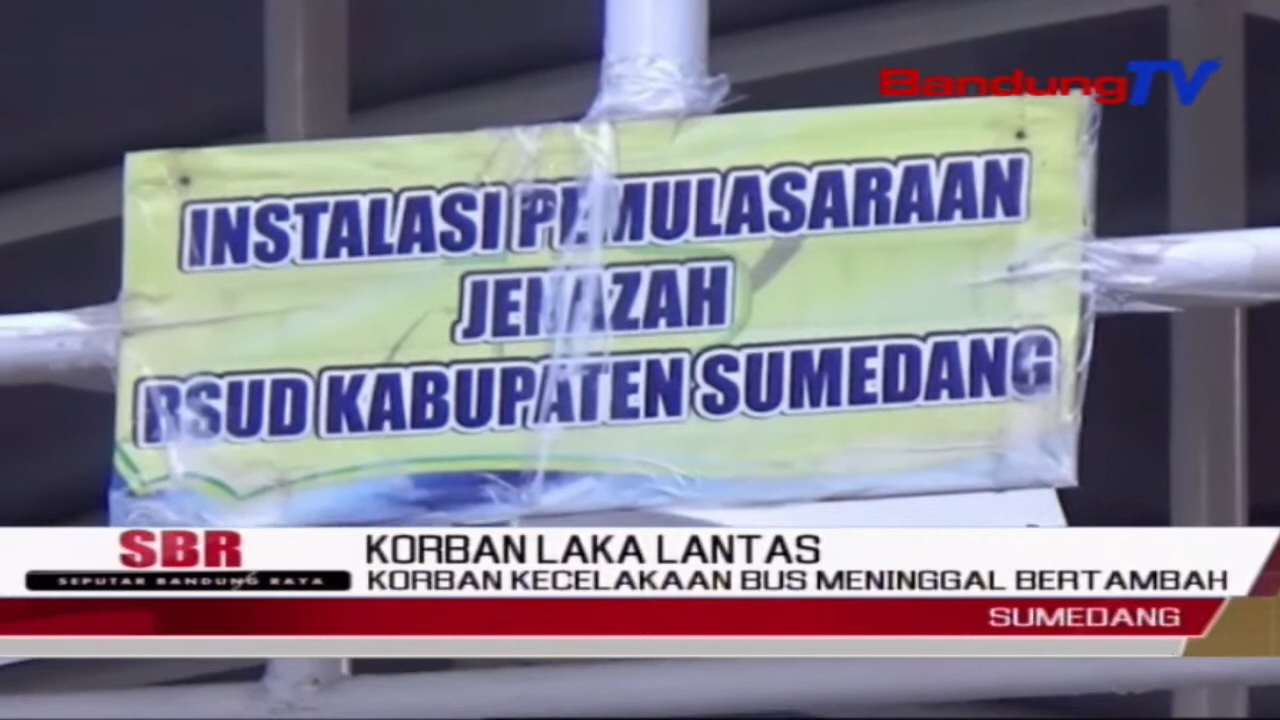 BandungTV
INSTALASI PEMULASARAAN
JENAZAH
RSUD KABUPATEN SUMEDANG
SBR
SEPUTAR BANDUNG RAYA
KORBAN LAKA LANTAS
KORBAN KECELAKAAN BUS MENINGGAL BERTAMBAH
SUMEDANG